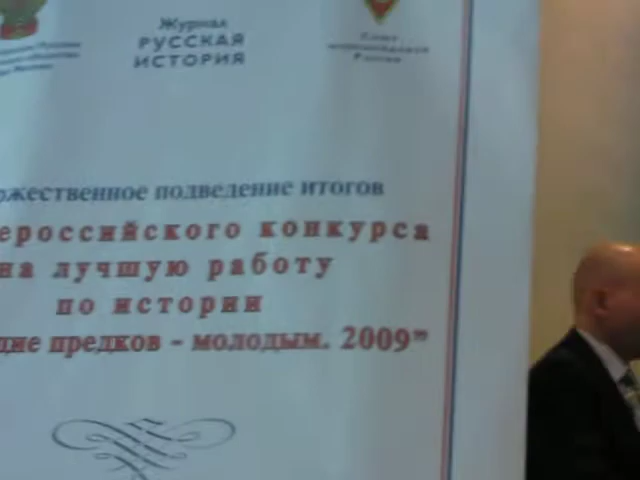 Журнал
РУССКАЯ
ИСТОРИЯ
ожественное подведение итогов
ероссийского конкурса
на лучшую работу
по истории
дие предков - молодым. 2009"